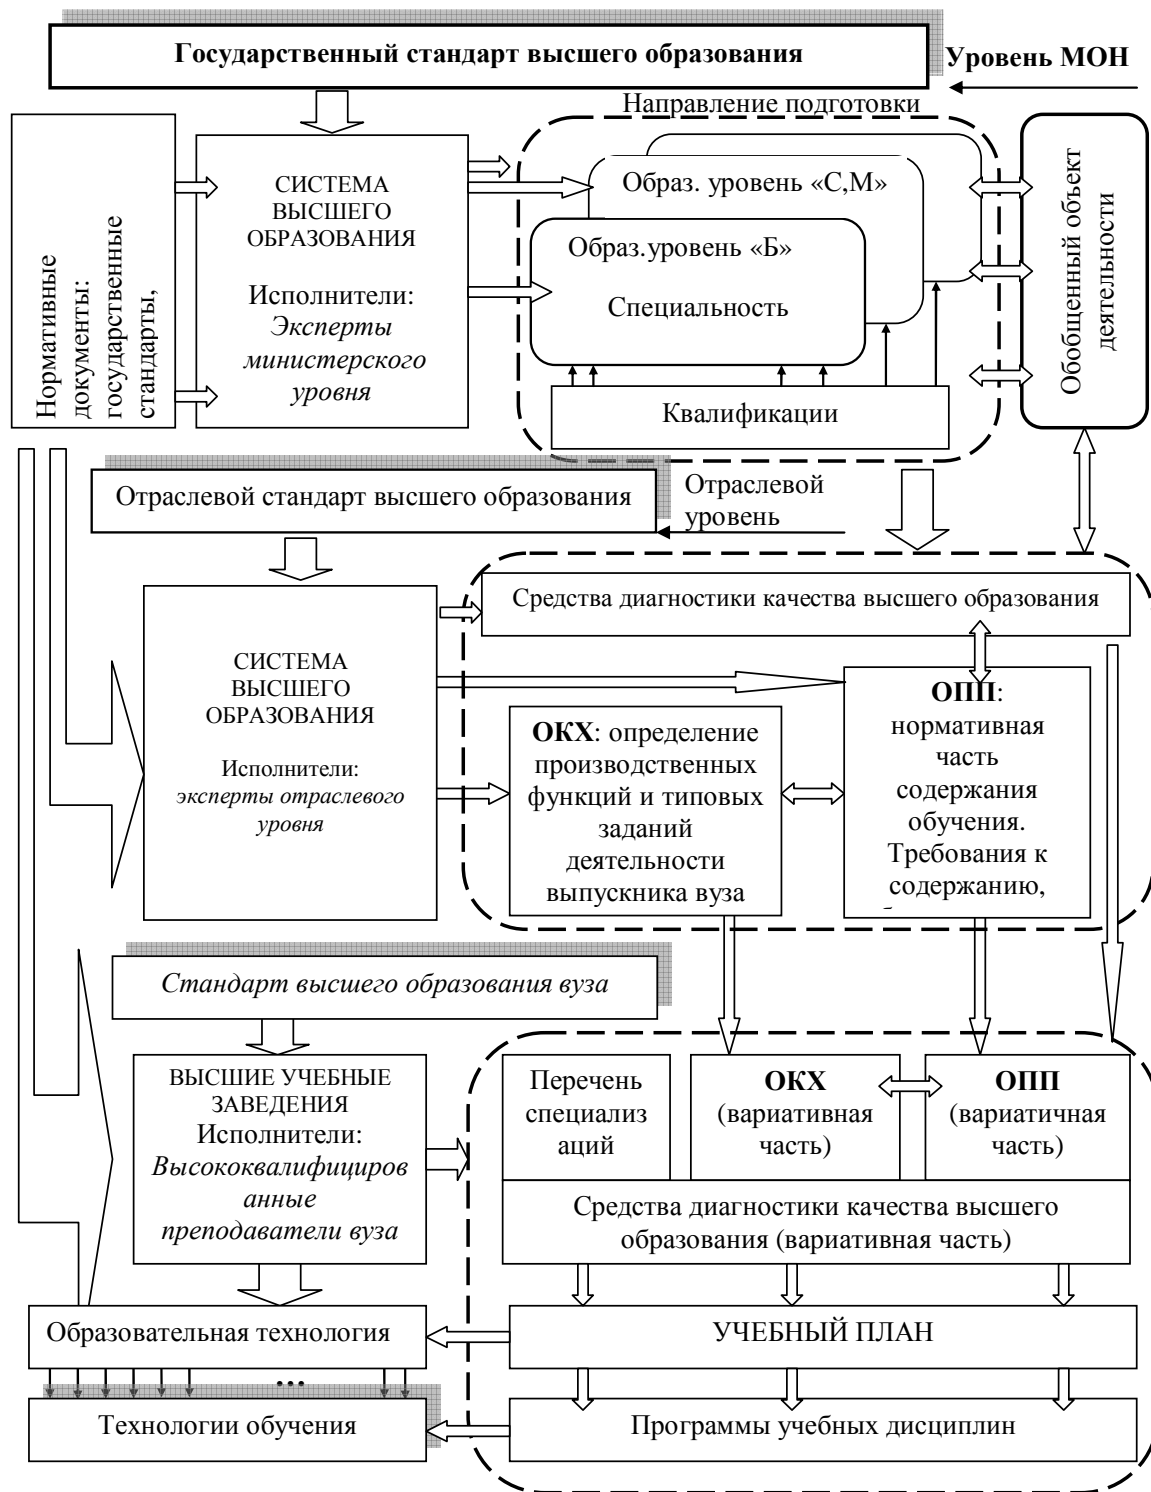 Государственный стандарт высшего образования
Уровень МОН
Направление подготовки
Нормативные
документы:
государственные
стандарты,
СИСТЕМА
ВЫСШЕГО
ОБРАЗОВАНИЯ
Исполнители:
Эксперты
министерского
уровня
Образ. уровень «С,М»
Образ.уровень «Б»
Специальность
Квалификации
Обобщенный объект
деятельности
Отраслевой стандарт высшего образования
Отраслевой
уровень
Средства диагностики качества высшего образования
СИСТЕМА
ВЫСШЕГО
ОБРАЗОВАНИЯ
Исполнители:
эксперты отраслевого
уровня
ОКХ: определение
производственных
функций и типовых
заданий
деятельности
выпускника вуза
ОПП:
нормативная
часть
содержания
обучения.
Требования к
содержанию,
Стандарт высшего образования вуза
ВЫСШИЕ УЧЕБНЫЕ
ЗАВЕДЕНИЯ
Исполнители:
Высококвалифициров
анные
преподаватели вуза
Перечень
специализ
аций
ОКХ
(вариативная
часть)
ОПП
(вариатичная
часть)
Средства диагностики качества высшего
образования (вариативная часть)
Образовательная технология
УЧЕБНЫЙ ПЛАН
...
Технологии обучения
Программы учебных дисциплин